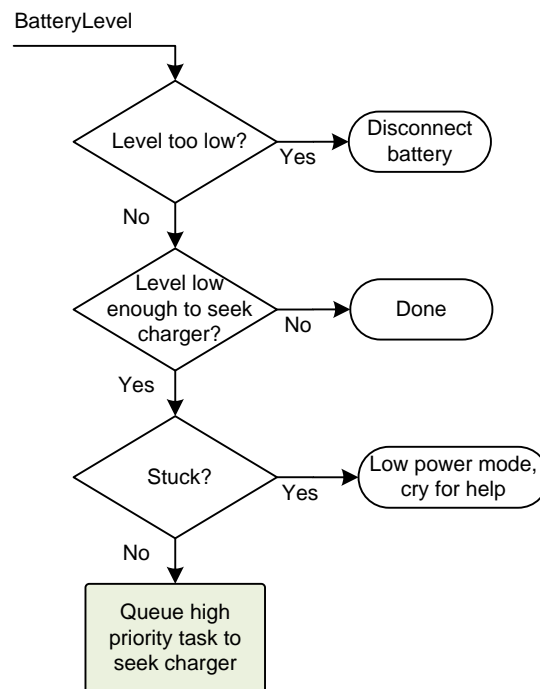 BatteryLevel
Level too low?
Yes
Disconnect
battery
No
Level low
enough to seek
charger?
No
Done
Yes
Stuck?
Yes
Low power mode,
cry for help
No
Queue high
priority task to
seek charger